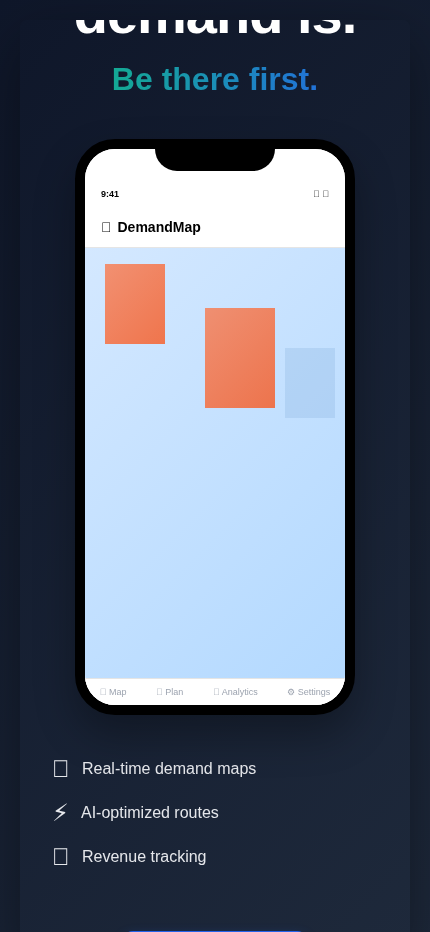 demand is.
Be there first.
9:41
DemandMap
Map Plan Analytics ⚙ Settings
Real-time demand maps
⚡ AI-optimized routes
Revenue tracking